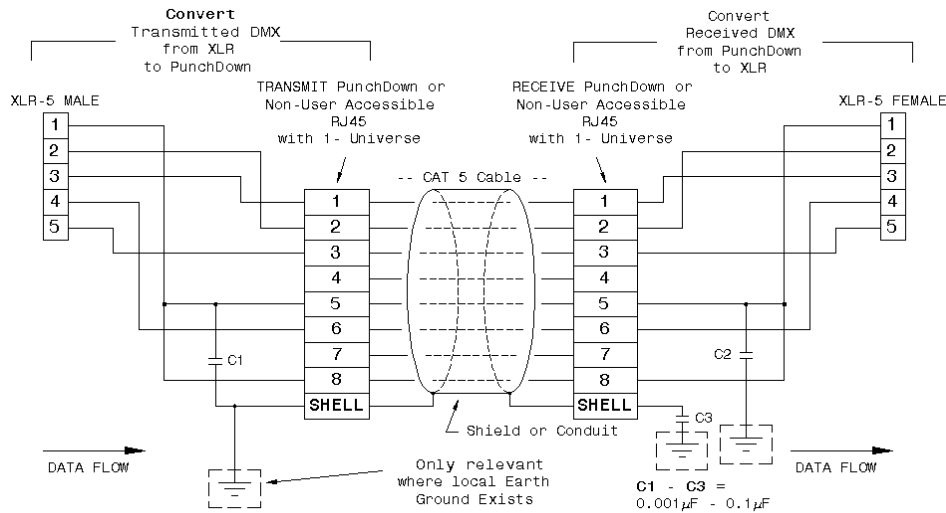 Convert
Transmitted DMX
from XLR
to PunchDown
Convert
Received DMX
from PunchDown
to XLR
TRANSMIT PunchDown or
Non-User Accessible
RJ45
with 1- Universe
RECEIVE PunchDown or
Non-User Accessible
RJ45
with 1- Universe
XLR-5 MALE
1
2
3
4
5
XLR-5 FEMALE
1
2
3
4
5
-- CAT 5 Cable --
1
2
3
4
5
6
7
8
SHELL
1
2
3
4
5
6
7
8
SHELL
C1
C2
C3
Shield or Conduit
DATA FLOW
Only relevant
where local Earth
Ground Exists
C1 - C3 =
0.001µF - 0.1µF
DATA FLOW